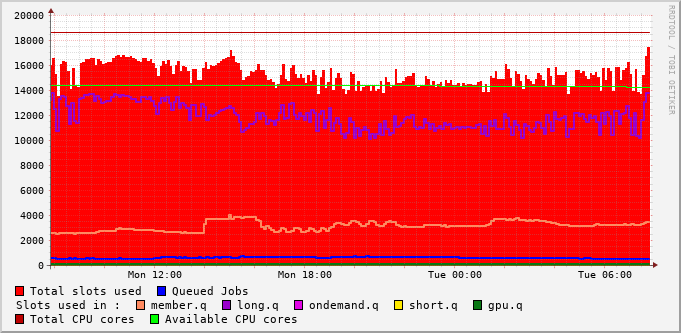 20000
18000
16000
14000
12000
10000
8000
6000
4000
2000
0
Mon 12:00 Mon 18:00 Tue 00:00 Tue 06:00
RRDTOOL / TOBI OETIKER
Total slots used Queued Jobs
Slots used in : member.q long.q ondemand.q short.q gpu.q
Total CPU cores Available CPU cores